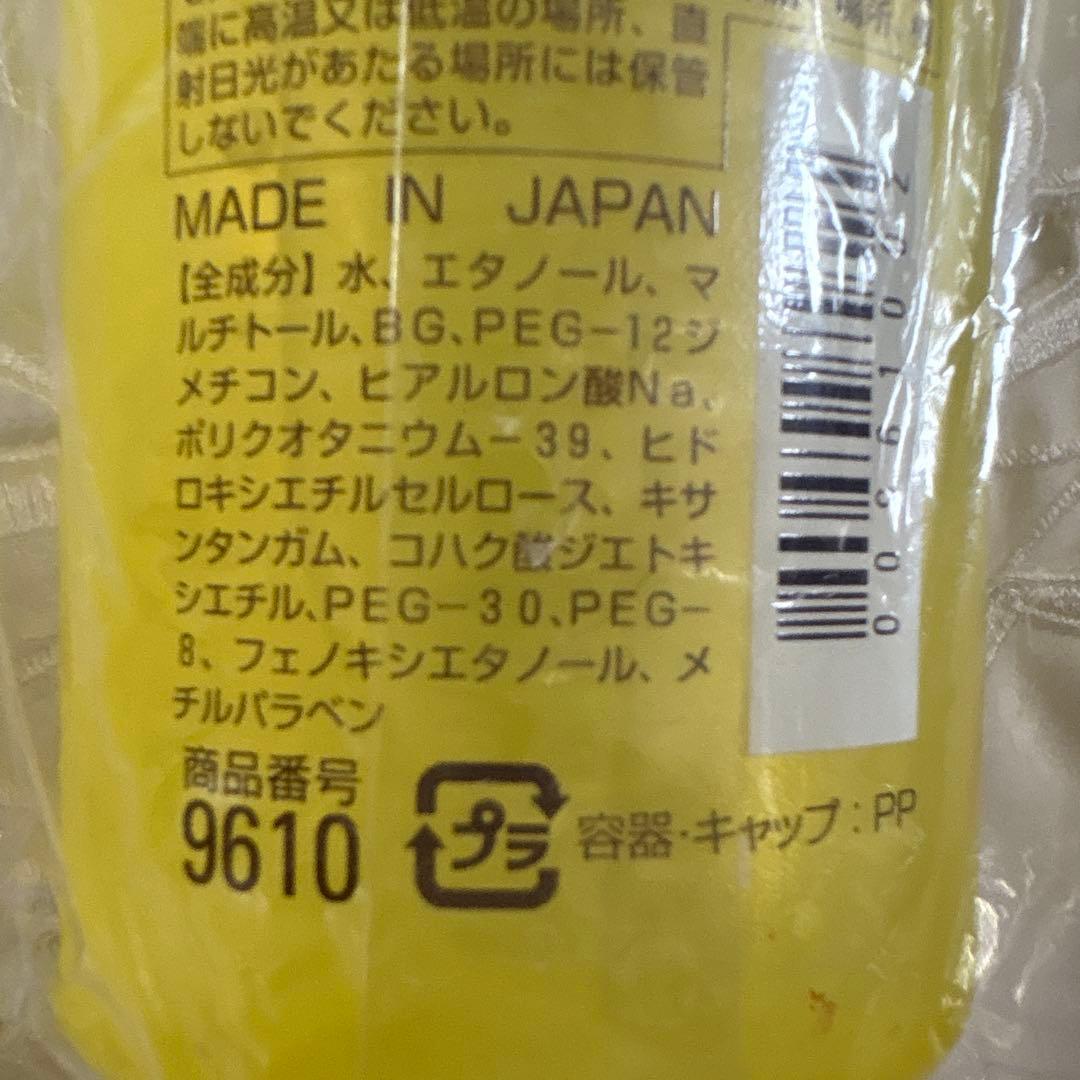 端に高温又は低温の場所、直
射日光があたる場所には保管
しないでください。
MADE IN JAPAN
【全成分】水、エタノール、マ
ルチトール、BG、PEG-12ジ
メチコン、ヒアルロン酸Na、
ポリクオタニウム-39、ヒド
ロキシエチルセルロース、キサ
ンタンガム、コハク酸ジエトキ
シエチル、PEG-30、PEG-
8、フェノキシエタノール、メ
チルパラベン
商品番号
9610
プラ
容器・キャップ:PP
場所